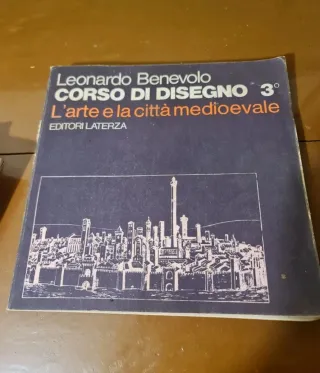 Leonardo Benevolo
CORSO DI DISEGNO 3°
L'arte e la città medioevale
EDITORI LATERZA